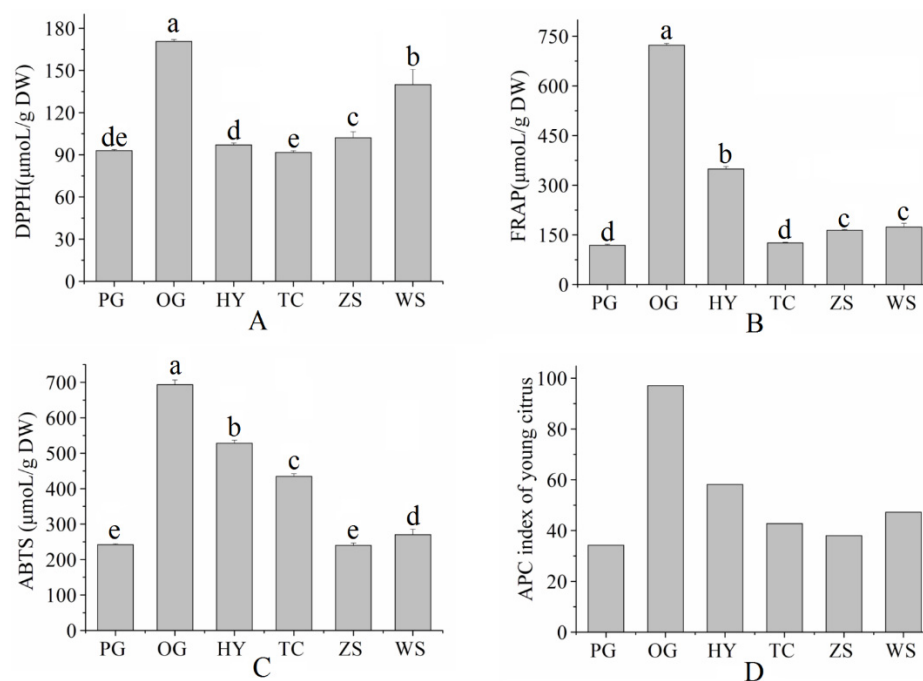 DPPH(μmoL/g DW)
180
150
120
90
60
30
0
de
a
d
e
c
b
PG OG HY TC ZS WS
A
FRAP(μmoL/g DW)
750
600
450
300
150
0
d
a
b
d
c
c
PG OG HY TC ZS WS
B
ABTS (μmoL/g DW)
700
600
500
400
300
200
100
0
e
a
b
c
e
d
PG OG HY TC ZS WS
C
APC index of young citrus
100
80
60
40
20
0
PG OG HY TC ZS WS
D